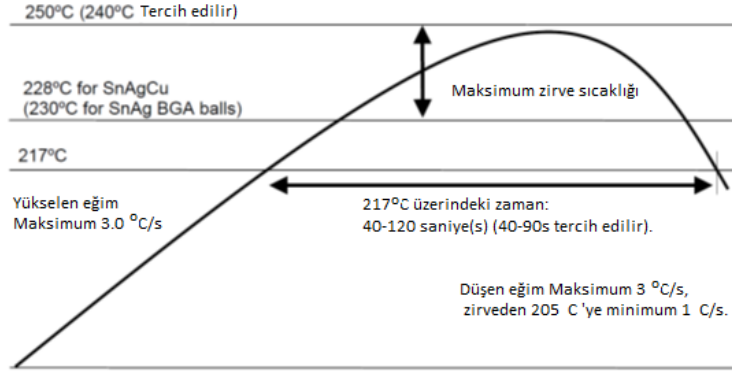 250ºC (240ºC Tercih edilir)
228ºC for SnAgCu
(230ºC for SnAg BGA balls)
Maksimum zirve sıcaklığı
217ºC
Yükselen eğim
Maksimum 3.0 ºC/s
217ºC üzerindeki zaman:
40-120 saniye(s) (40-90s tercih edilir).
Düşen eğim Maksimum 3 ºC/s,
zirveden 205 C 'ye minimum 1 C/s.